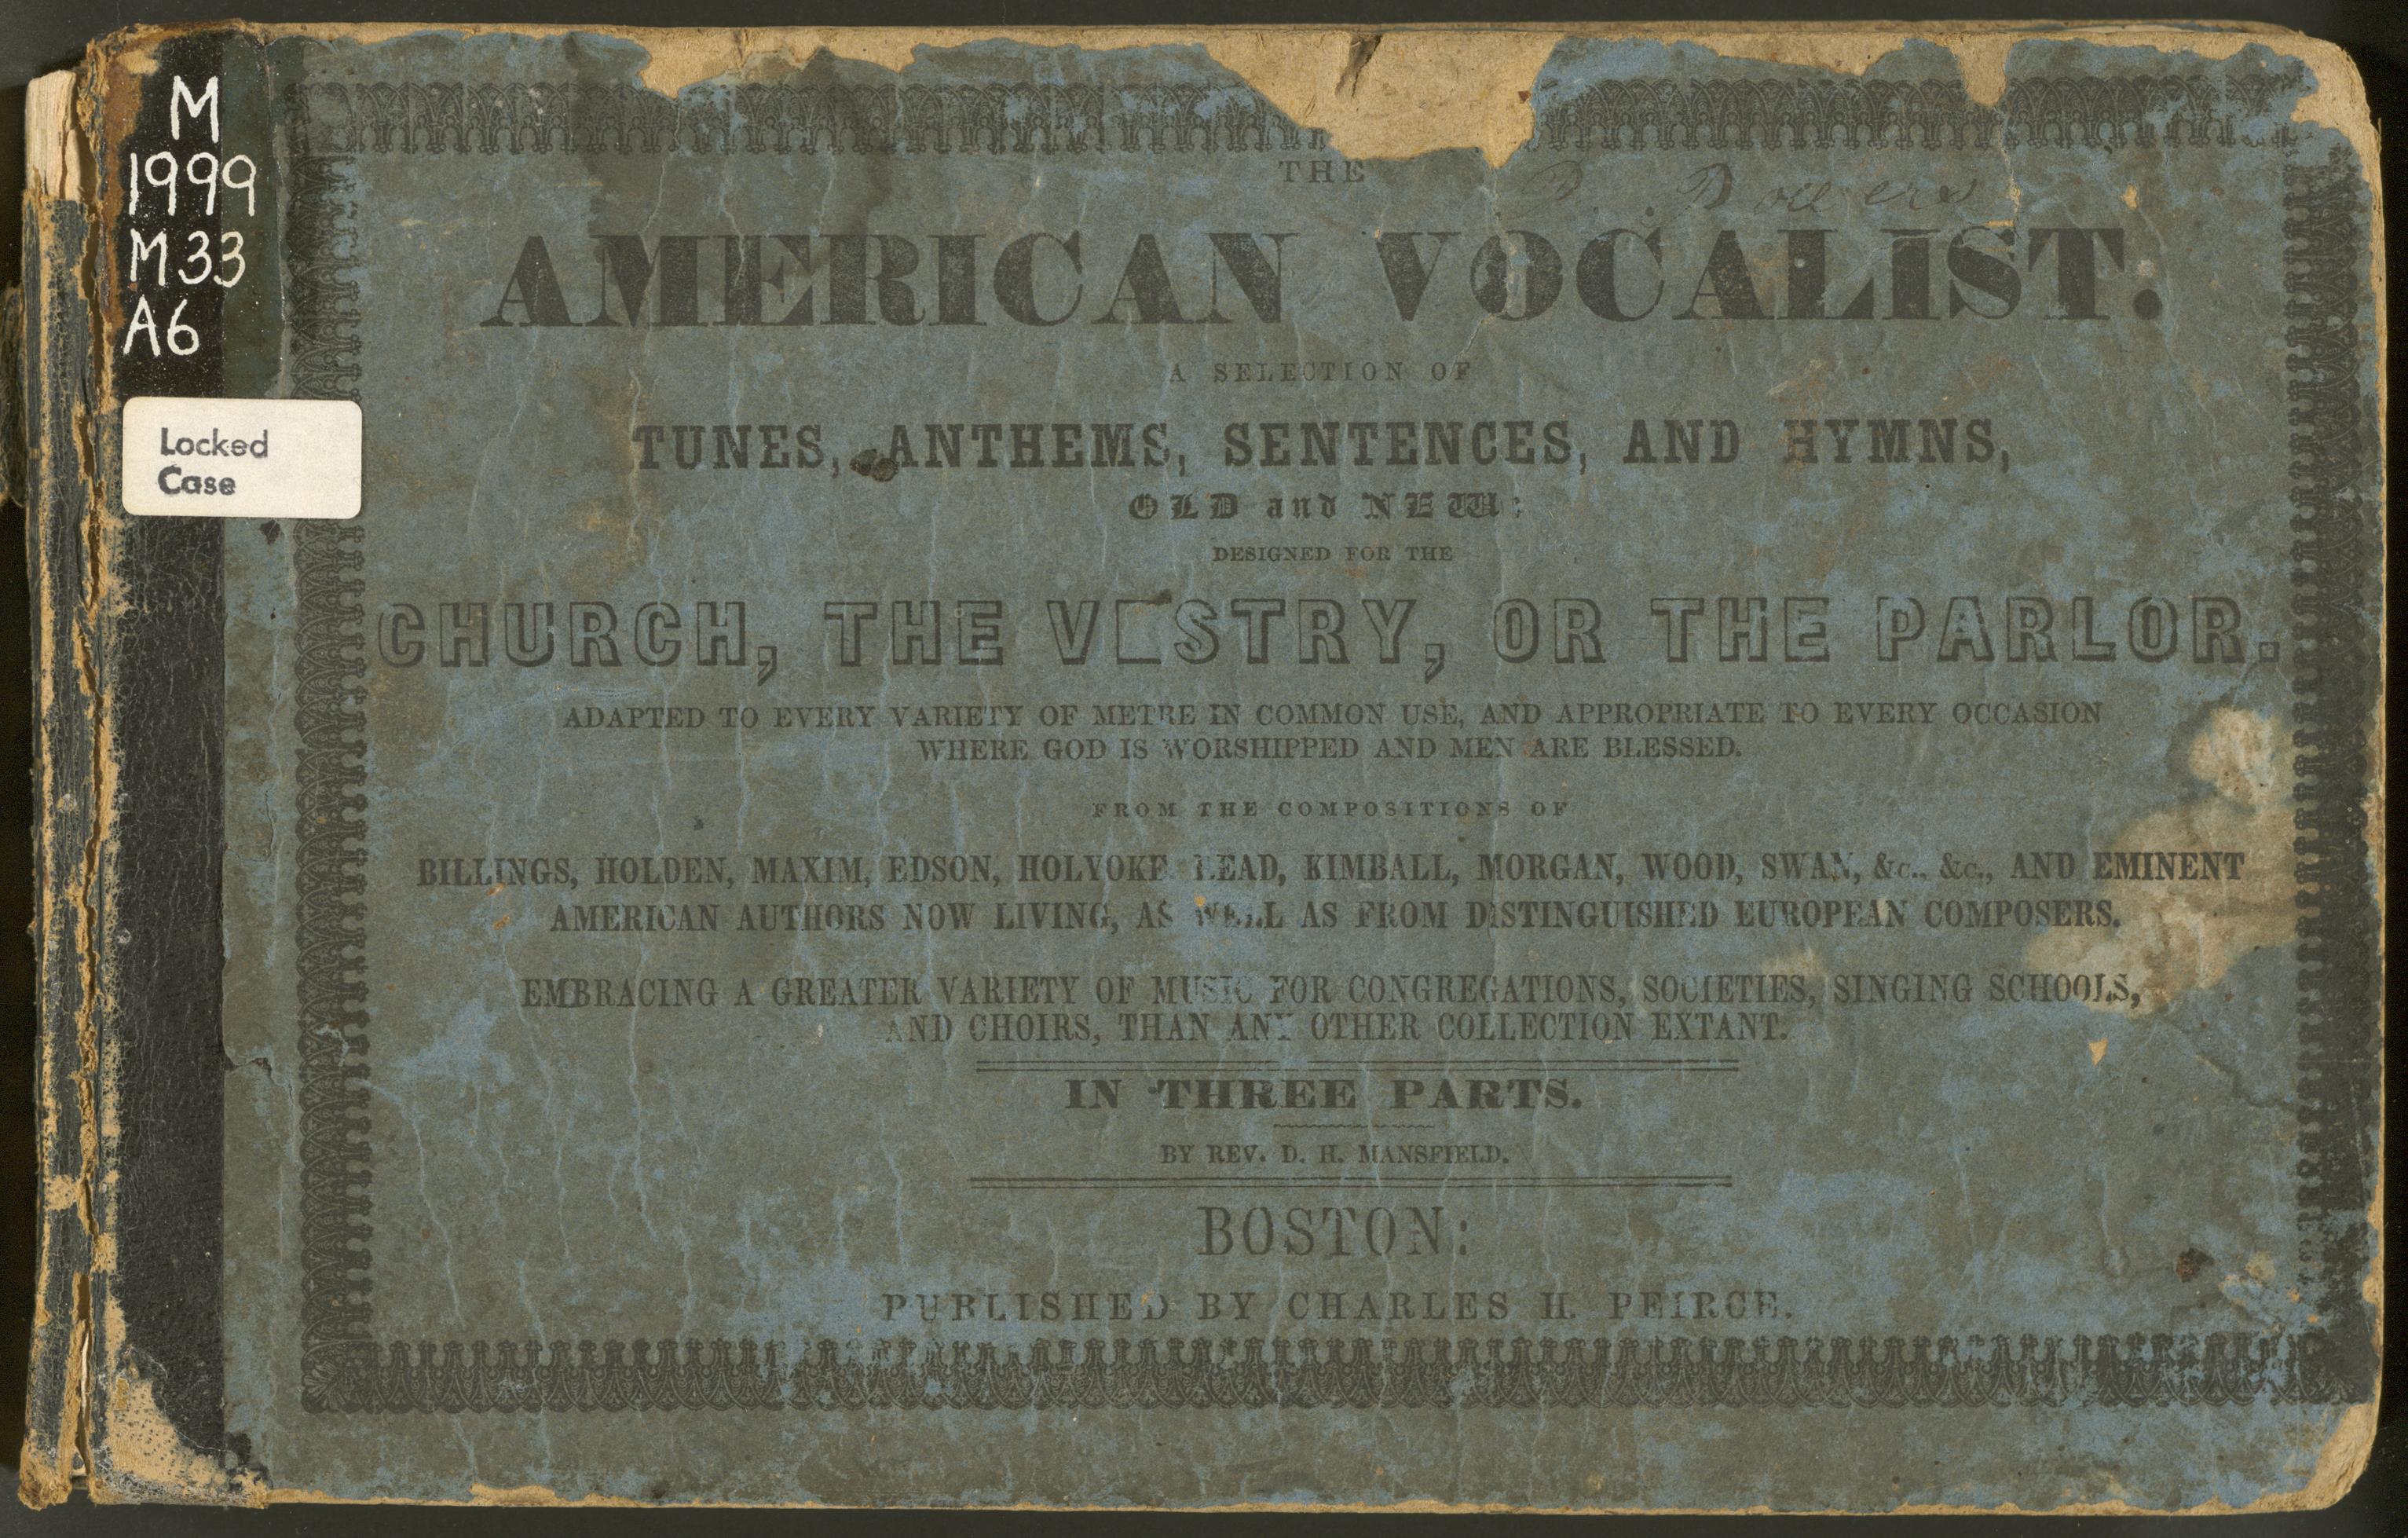 M
1999
M33
A6
Locked
Case
THE
AMERICAN VOCALIST.
A SELECTION OF
TUNES, ANTHEMS, SENTENCES, AND HYMNS,
OLD and NEW:
DESIGNED FOR THE
CHURCH, THE VESTRY, OR THE PARLOR.
ADAPTED TO EVERY VARIETY OF METRE IN COMMON USE, AND APPROPRIATE TO EVERY OCCASION
WHERE GOD IS WORSHIPPED AND MEN ARE BLESSED.
FROM THE COMPOSITIONS OF
BILLINGS, HOLDEN, MAXIM, EDSON, HOLYOKE, READ, KIMBALL, MORGAN, WOOD, SWAN, &c., &c., AND EMINENT
AMERICAN AUTHORS NOW LIVING, AS WELL AS FROM DISTINGUISHED EUROPEAN COMPOSERS.
EMBRACING A GREATER VARIETY OF MUSIC FOR CONGREGATIONS, SOCIETIES, SINGING SCHOOLS,
AND CHOIRS, THAN ANY OTHER COLLECTION EXTANT.
IN THREE PARTS.
BY REV. D. H. MANSFIELD.
BOSTON:
PUBLISHED BY CHARLES H. PEIRCE.